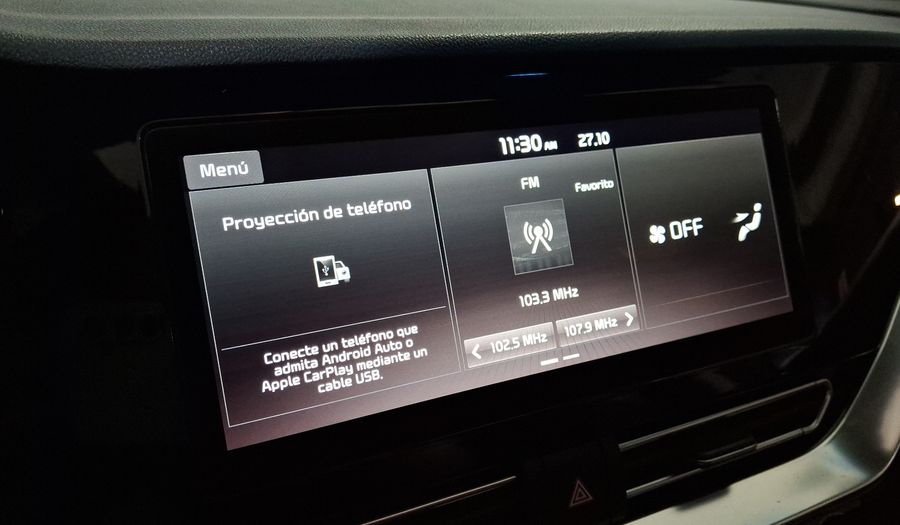 11:30 AM 27.10
Menú
Proyección de teléfono
Conecte un teléfono que
admita Android Auto o
Apple CarPlay mediante un
cable USB.
FM
Favorito
103.3 MHz
102.5 MHz
107.9 MHz
OFF